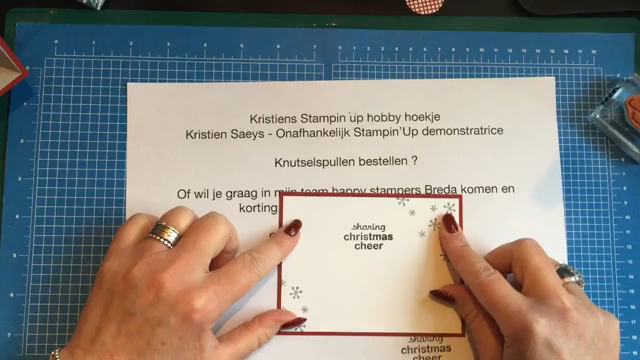 Kristiens Stampin up hobby hoekje
Kristien Saeys - Onafhankelijk Stampin'Up demonstratrice
Knutselspullen bestellen ?
Of wil je graag in mijn team happy stampers Breda komen en
korting
sharing
christmas
cheer
sharing
christmas
cheer